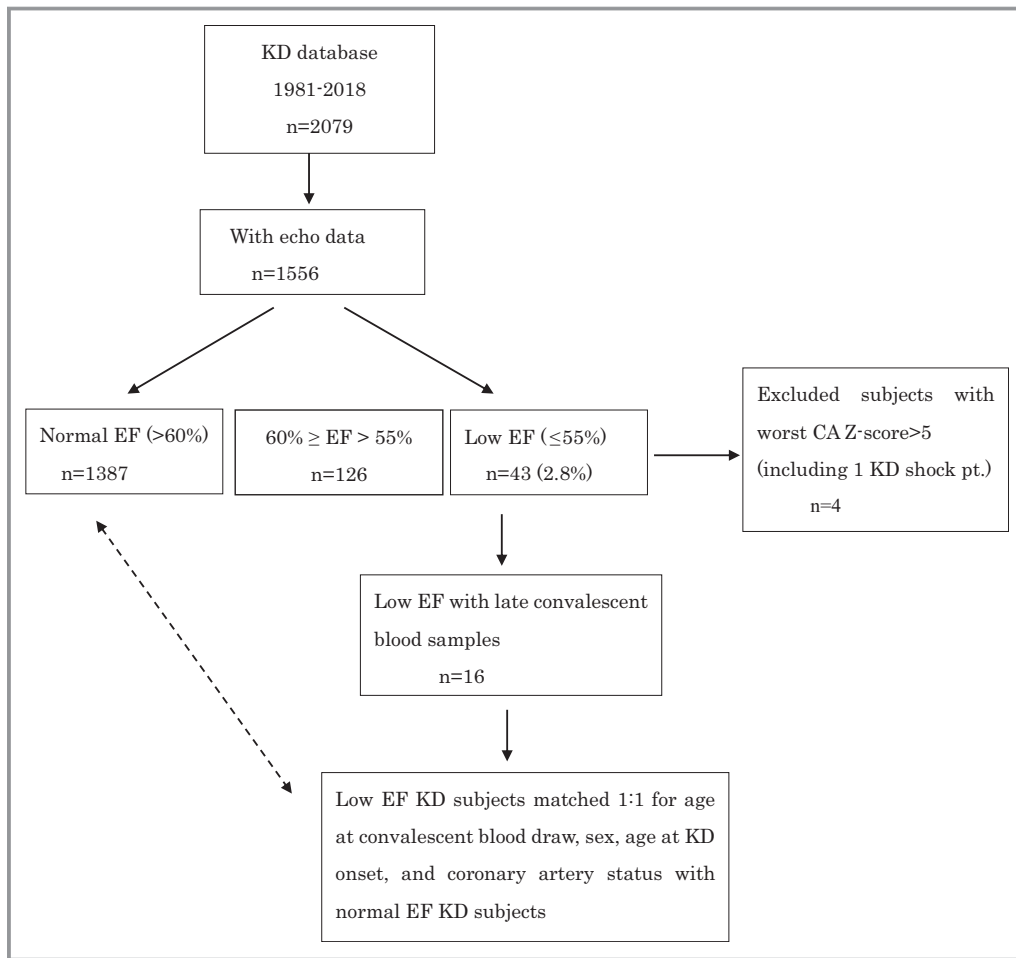 KD database
1981-2018
n=2079
With echo data
n=1556
Normal EF (>60%)
n=1387
60% ≥ EF > 55%
n=126
Low EF (≤55%)
n=43 (2.8%)
Excluded subjects with
worst CA Z-score>5
(including 1 KD shock pt.)
n=4
Low EF with late convalescent
blood samples
n=16
Low EF KD subjects matched 1:1 for age
at convalescent blood draw, sex, age at KD
onset, and coronary artery status with
normal EF KD subjects